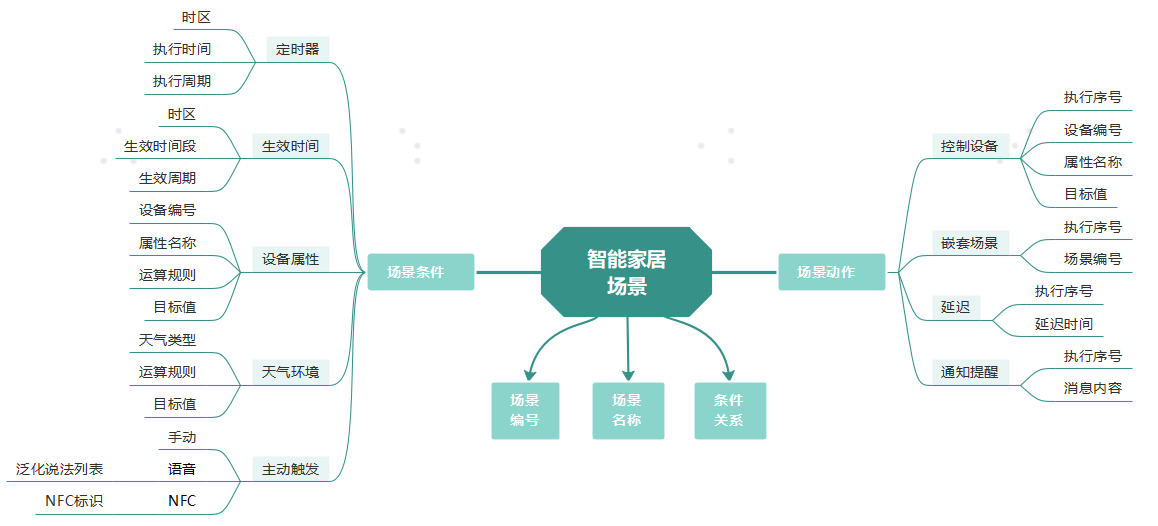 智能家居
场景
场景条件
定时器
时区
执行时间
执行周期
生效时间
时区
生效时间段
生效周期
设备属性
设备编号
属性名称
运算规则
目标值
天气环境
天气类型
运算规则
目标值
主动触发
手动
语音
泛化说法列表
NFC
NFC标识
场景
编号
场景
名称
条件
关系
场景动作
控制设备
执行序号
设备编号
属性名称
目标值
嵌套场景
执行序号
场景编号
延迟
执行序号
延迟时间
通知提醒
执行序号
消息内容